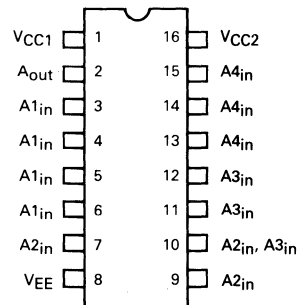 VCC1 1 16 VCC2
Aout 2 15 A4in
A1in 3 14 A4in
A1in 4 13 A4in
A1in 5 12 A3in
A1in 6 11 A3in
A2in 7 10 A2in, A3in
VEE 8 9 A2in